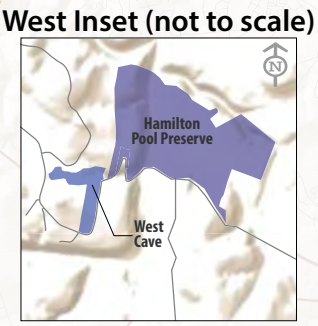 West Inset (not to scale)
N
Hamilton
Pool Preserve
West
Cave